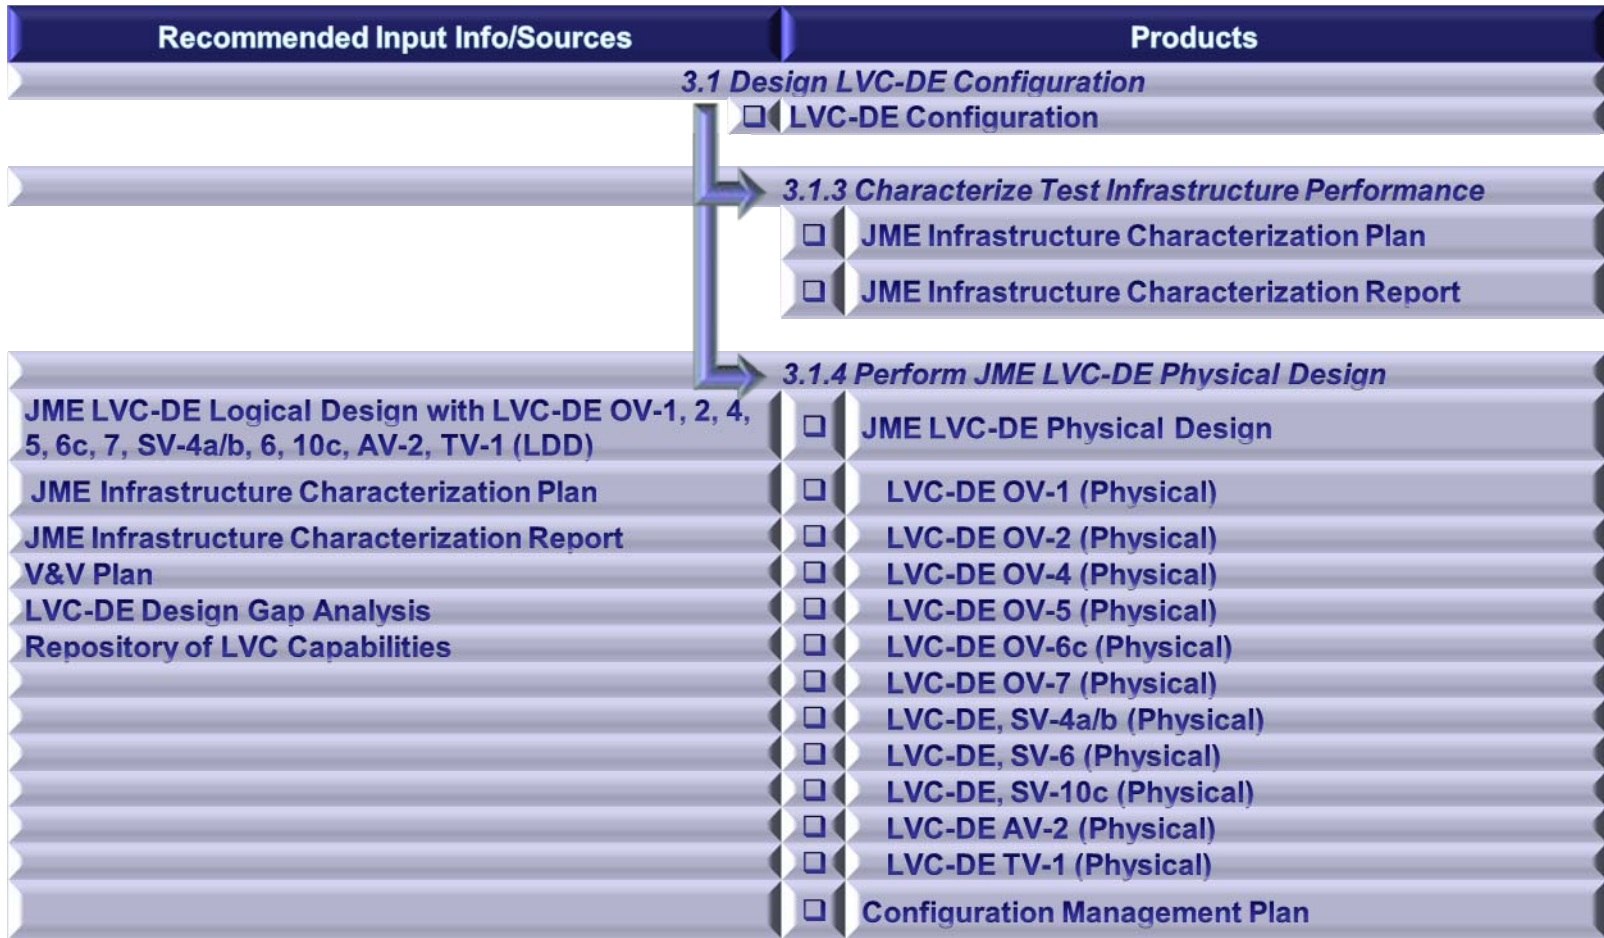 Recommended Input Info/Sources
Products
3.1 Design LVC-DE Configuration
❑ LVC-DE Configuration
3.1.3 Characterize Test Infrastructure Performance
❑ JME Infrastructure Characterization Plan
❑ JME Infrastructure Characterization Report
3.1.4 Perform JME LVC-DE Physical Design
JME LVC-DE Logical Design with LVC-DE OV-1, 2, 4,
5, 6c, 7, SV-4a/b, 6, 10c, AV-2, TV-1 (LDD)
❑ JME LVC-DE Physical Design
JME Infrastructure Characterization Plan
❑ LVC-DE OV-1 (Physical)
JME Infrastructure Characterization Report
❑ LVC-DE OV-2 (Physical)
V&V Plan
❑ LVC-DE OV-4 (Physical)
LVC-DE Design Gap Analysis
❑ LVC-DE OV-5 (Physical)
Repository of LVC Capabilities
❑ LVC-DE OV-6c (Physical)
❑ LVC-DE OV-7 (Physical)
❑ LVC-DE, SV-4a/b (Physical)
❑ LVC-DE, SV-6 (Physical)
❑ LVC-DE, SV-10c (Physical)
❑ LVC-DE AV-2 (Physical)
❑ LVC-DE TV-1 (Physical)
❑ Configuration Management Plan